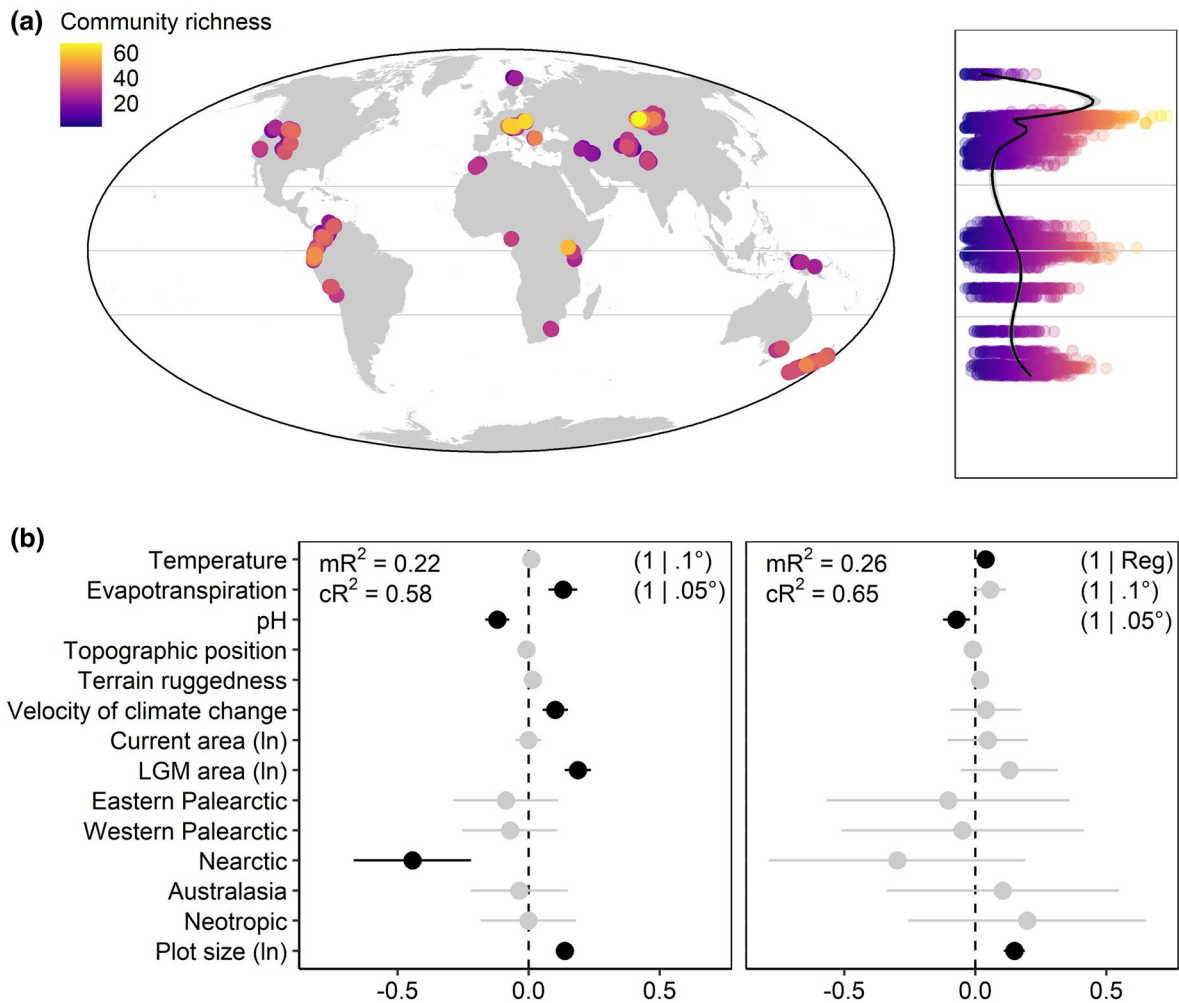 (a) Community richness
60
40
20
(b)
Temperature
Evapotranspiration
pH
Topographic position
Terrain ruggedness
Velocity of climate change
Current area (ln)
LGM area (ln)
Eastern Palearctic
Western Palearctic
Nearctic
Australasia
Neotropic
Plot size (ln)
mR² = 0.22 (1 | .1°)
cR² = 0.58 (1 | .05°)
-0.5 0.0 0.5
mR² = 0.26 (1 | Reg)
cR² = 0.65 (1 | .1°)
(1 | .05°)
-0.5 0.0 0.5